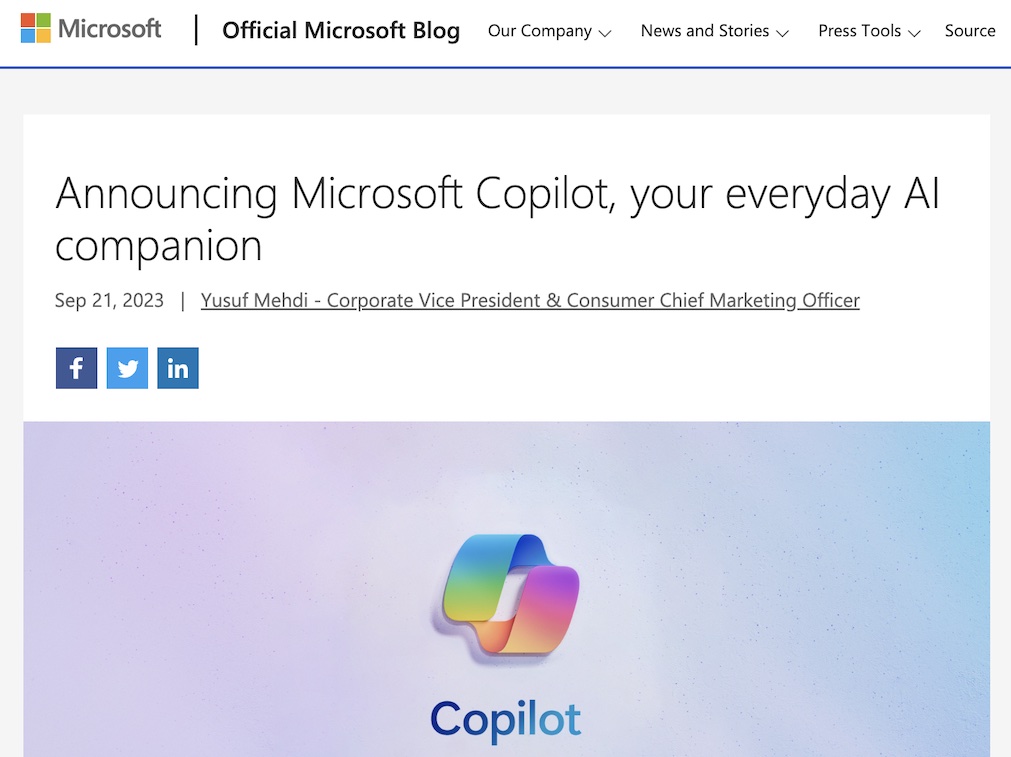 Microsoft | Official Microsoft Blog Our Company News and Stories Press Tools Source
Announcing Microsoft Copilot, your everyday AI
companion
Sep 21, 2023 | Yusuf Mehdi - Corporate Vice President & Consumer Chief Marketing Officer
f in
Copilot